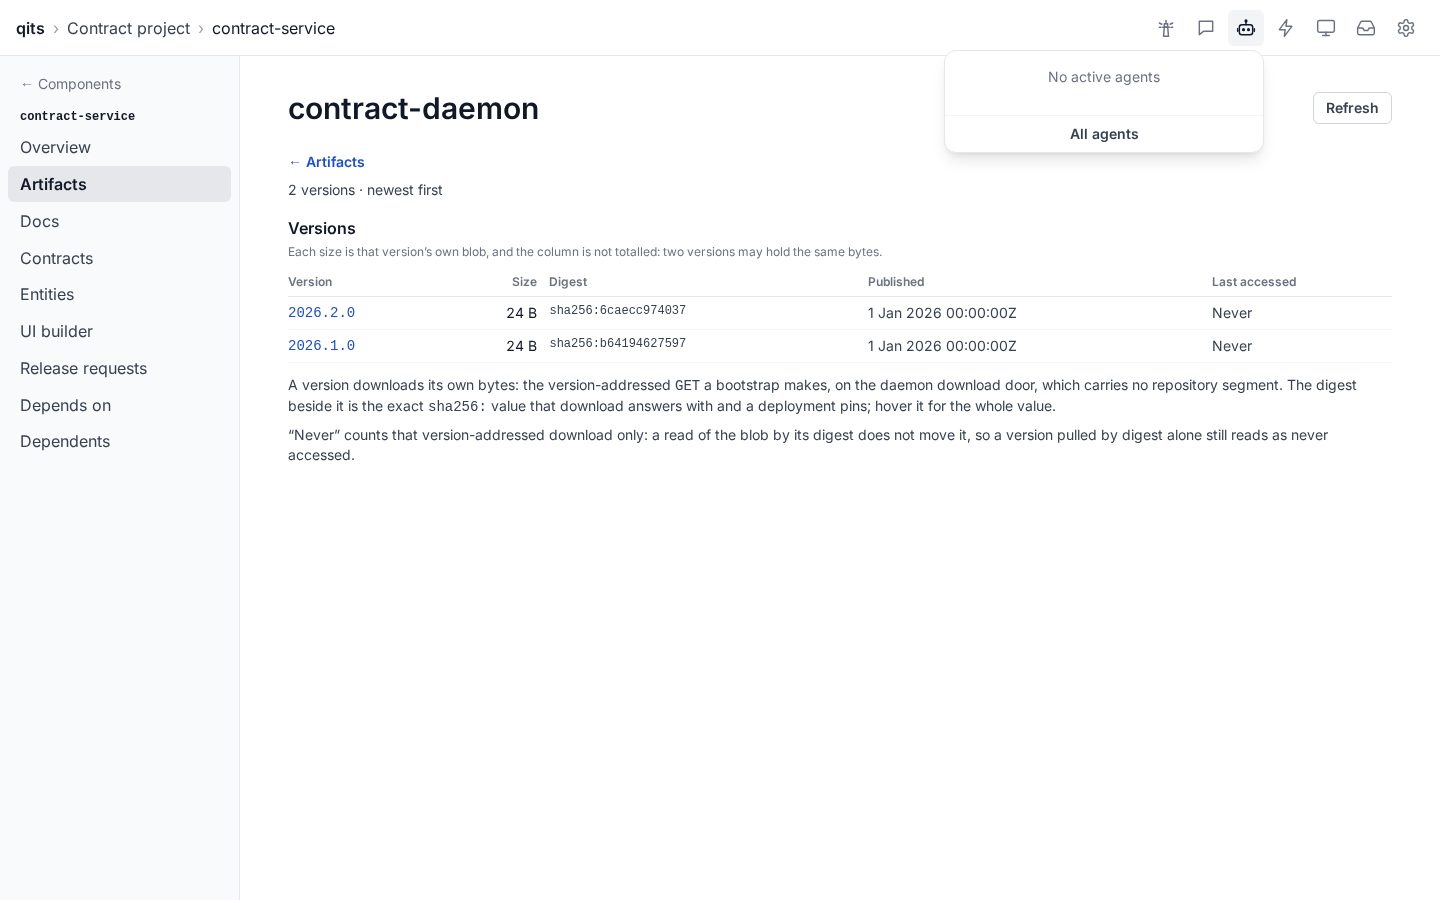 qits › Contract project › contract-service
No active agents
All agents
← Components
contract-service
Overview
Artifacts
Docs
Contracts
Entities
UI builder
Release requests
Depends on
Dependents
contract-daemon
Refresh
← Artifacts
2 versions · newest first
Versions
Each size is that version’s own blob, and the column is not totalled: two versions may hold the same bytes.
Version Size Digest Published Last accessed
2026.2.0 24 B sha256:6caecc974037 1 Jan 2026 00:00:00Z Never
2026.1.0 24 B sha256:b64194627597 1 Jan 2026 00:00:00Z Never
A version downloads its own bytes: the version-addressed GET a bootstrap makes, on the daemon download door, which carries no repository segment. The digest
beside it is the exact sha256: value that download answers with and a deployment pins; hover it for the whole value.
“Never” counts that version-addressed download only: a read of the blob by its digest does not move it, so a version pulled by digest alone still reads as never
accessed.